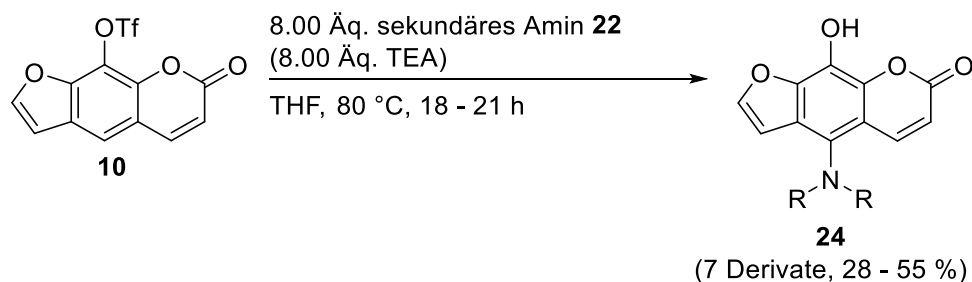 OTf
O
O
O
10
8.00 Äq. sekundäres Amin 22
(8.00 Äq. TEA)
THF, 80 °C, 18 - 21 h
OH
O
O
O
N
R
R
24
(7 Derivate, 28 - 55 %)